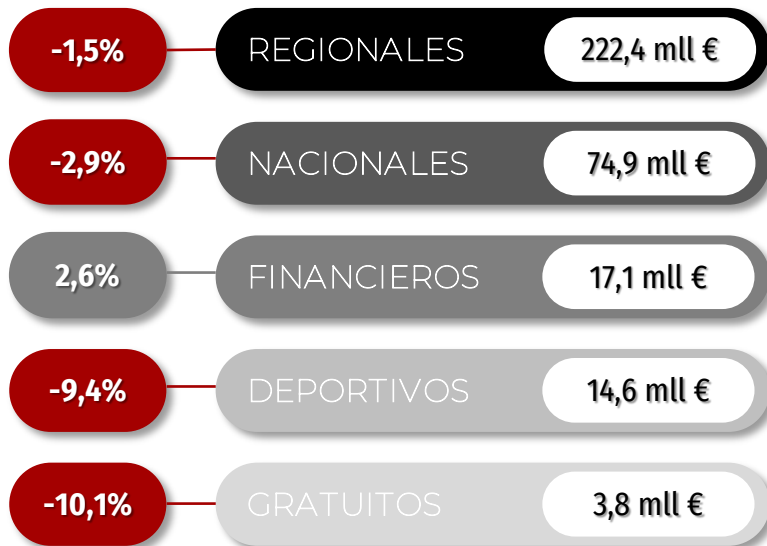 -1,5% REGIONALES 222,4 mll €
-2,9% NACIONALES 74,9 mll €
2,6% FINANCIEROS 17,1 mll €
-9,4% DEPORTIVOS 14,6 mll €
-10,1% GRATUITOS 3,8 mll €